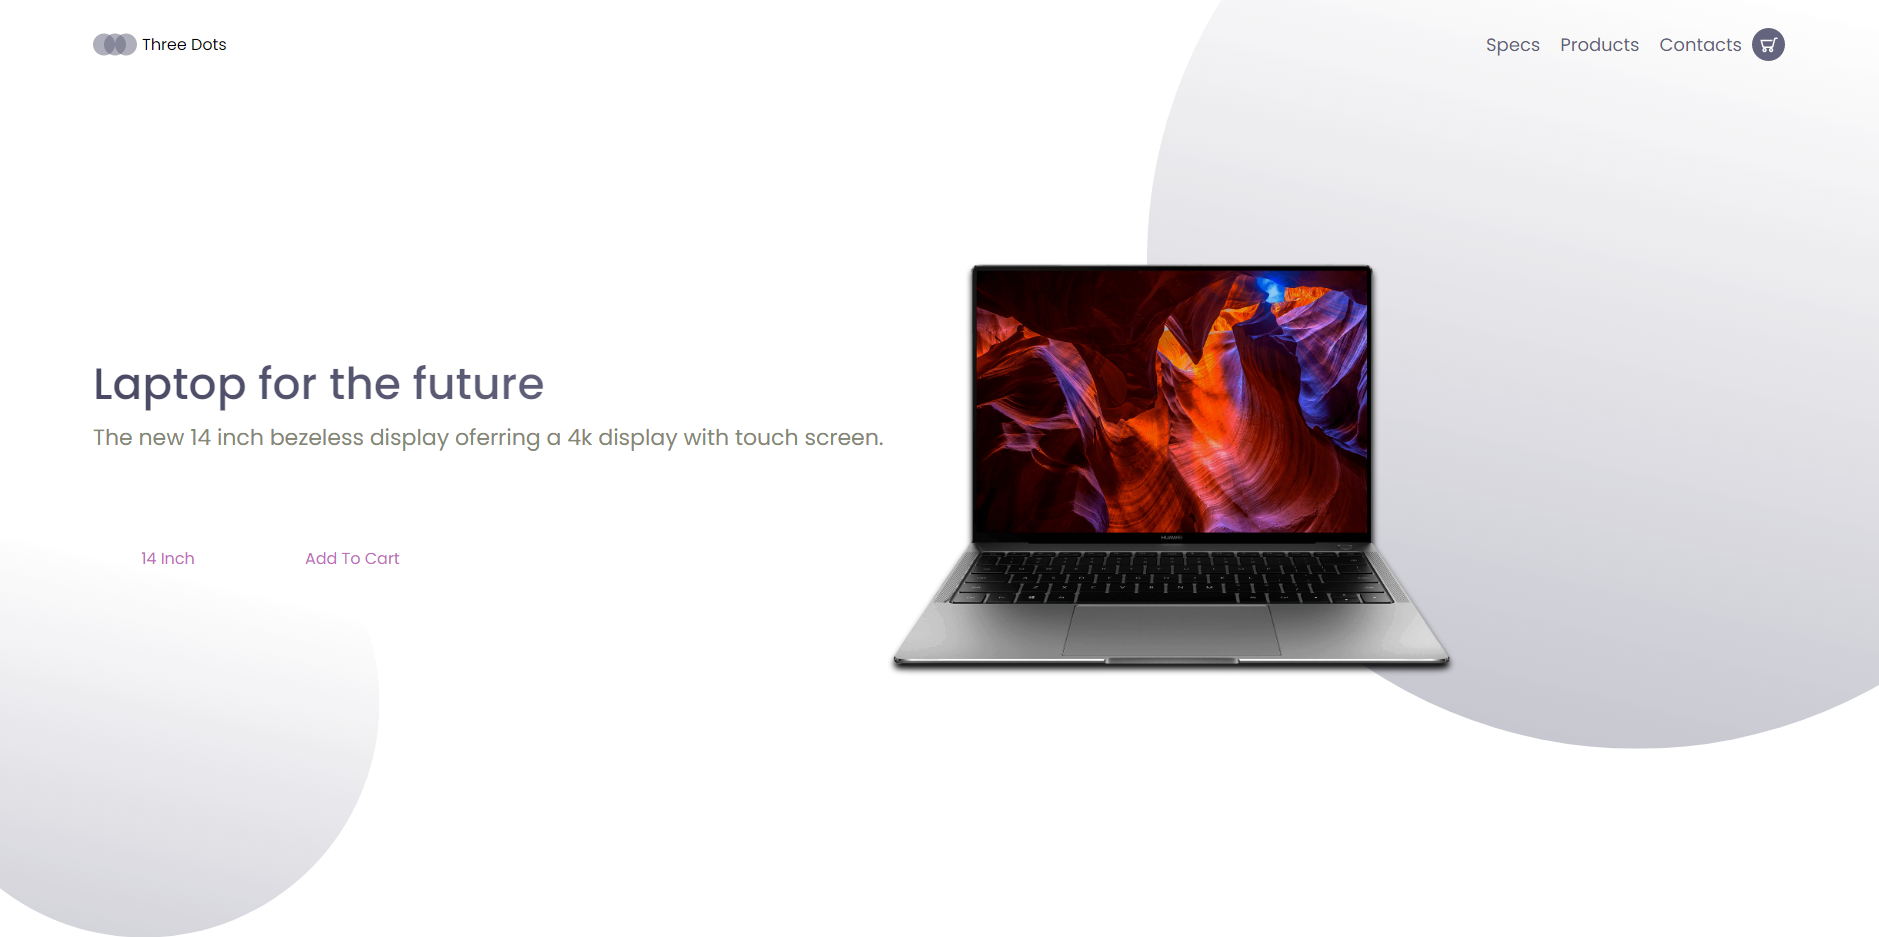 Three Dots
Specs Products Contacts
Laptop for the future
The new 14 inch bezeless display oferring a 4k display with touch screen.
14 Inch Add To Cart
HUAWEI